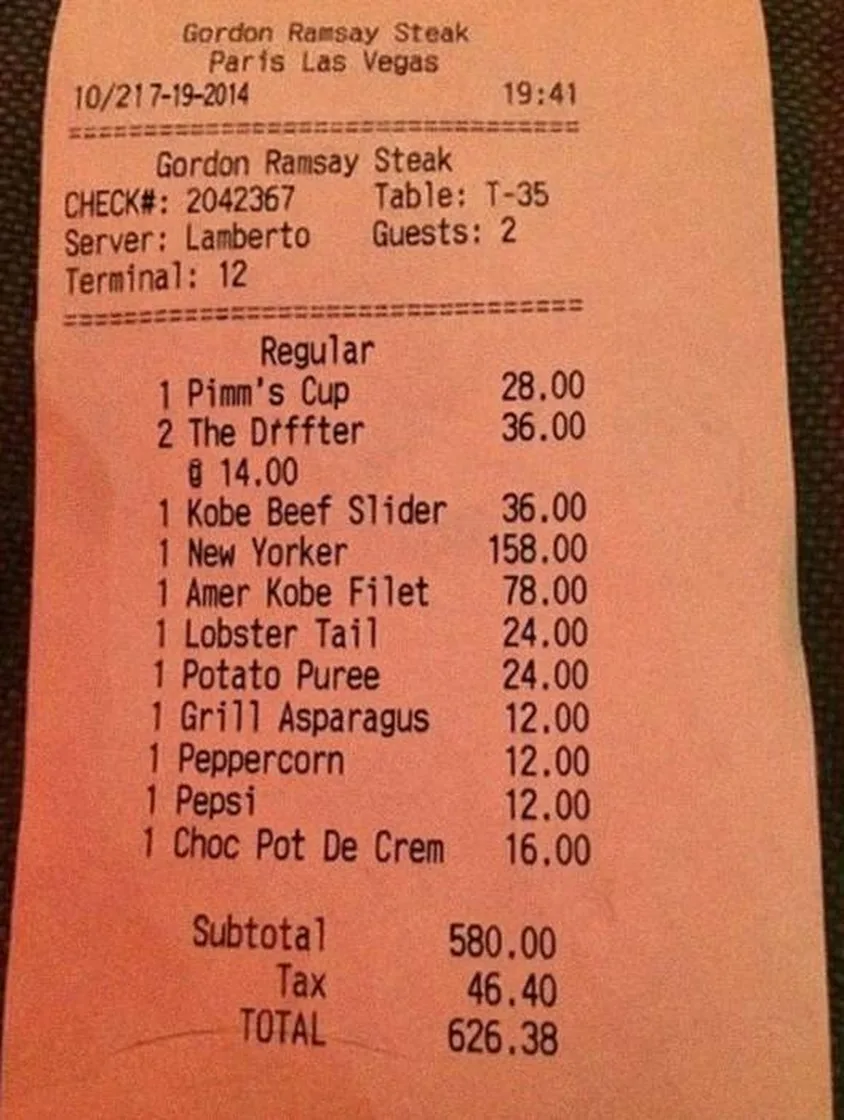 Gordon Ramsay Steak
Paris Las Vegas
10/217-19-2014 19:41
==================================
Gordon Ramsay Steak
CHECK#: 2042367 Table: T-35
Server: Lamberto Guests: 2
Terminal: 12
==================================
Regular
1 Pimm's Cup 28.00
2 The Drffter 36.00
@ 14.00
1 Kobe Beef Slider 36.00
1 New Yorker 158.00
1 Amer Kobe Filet 78.00
1 Lobster Tail 24.00
1 Potato Puree 24.00
1 Grill Asparagus 12.00
1 Peppercorn 12.00
1 Pepsi 12.00
1 Choc Pot De Crem 16.00
Subtotal 580.00
Tax 46.40
TOTAL 626.38